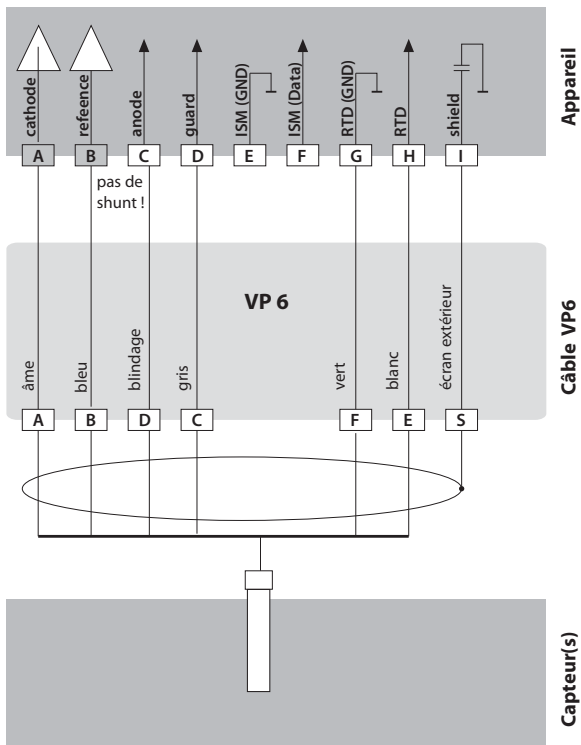 cathode
refeence
anode
guard
ISM (GND)
ISM (Data)
RTD (GND)
RTD
shield
Appareil
A B C D E F G H I
pas de
shunt !
VP 6
Câble VP6
âme
bleu
blindage
gris
vert
blanc
écran extérieur
A B D C F E S
Capteur(s)